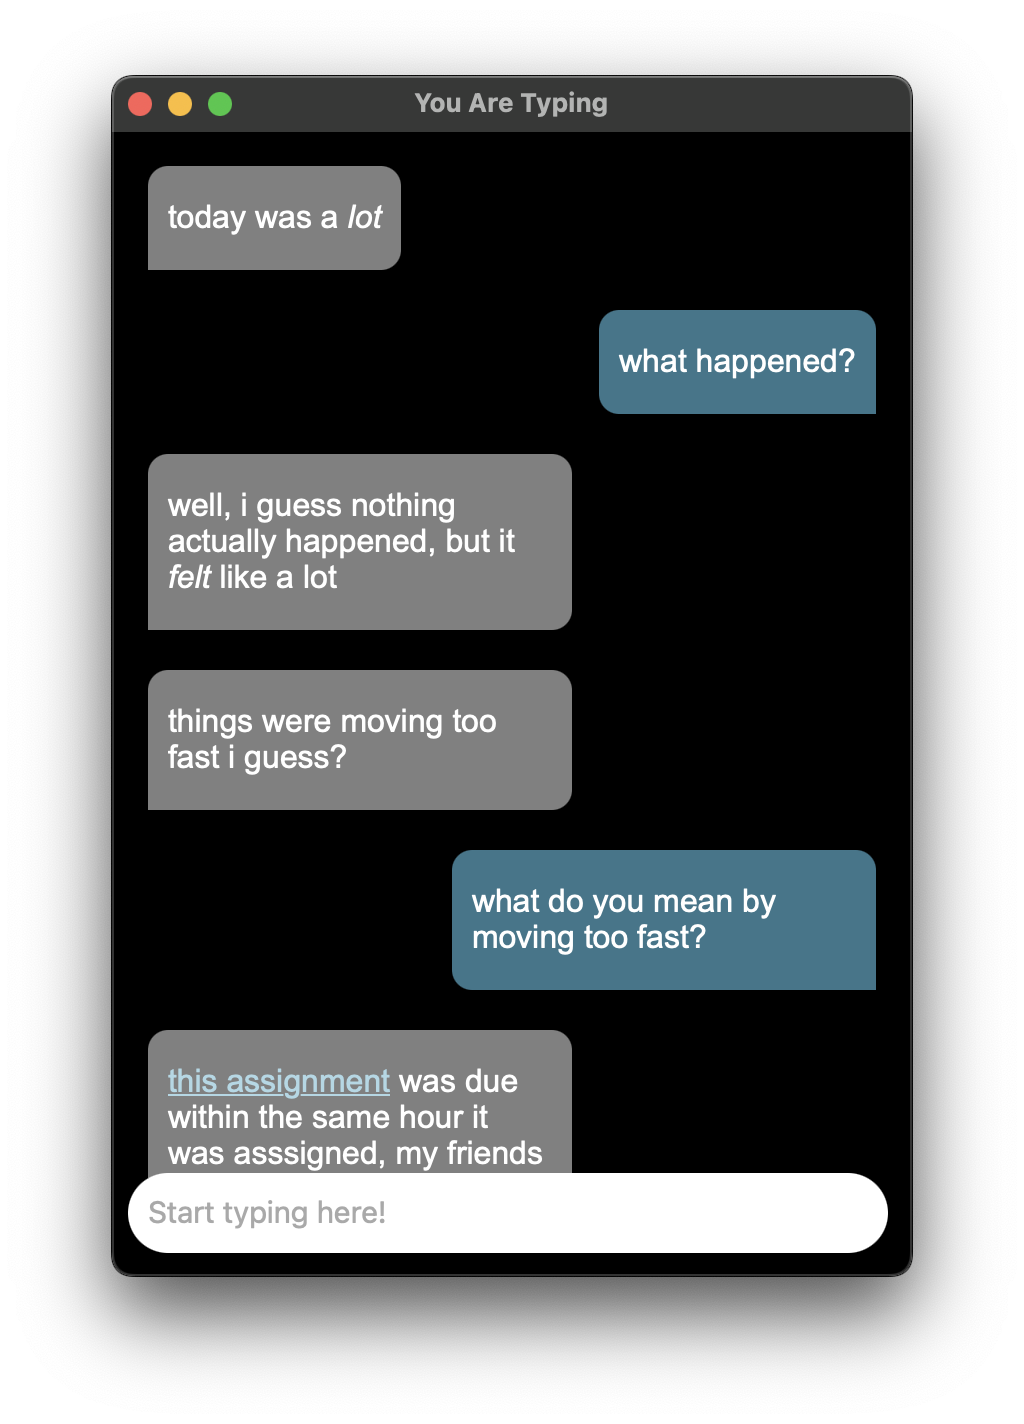 You Are Typing
today was a lot
what happened?
well, i guess nothing
actually happened, but it
felt like a lot
things were moving too
fast i guess?
what do you mean by
moving too fast?
this assignment was due
within the same hour it
was asssigned, my friends
Start typing here!